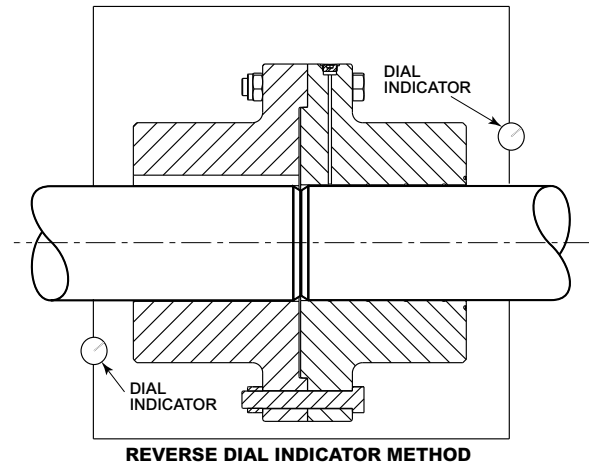 DIAL
INDICATOR
DIAL
INDICATOR
REVERSE DIAL INDICATOR METHOD